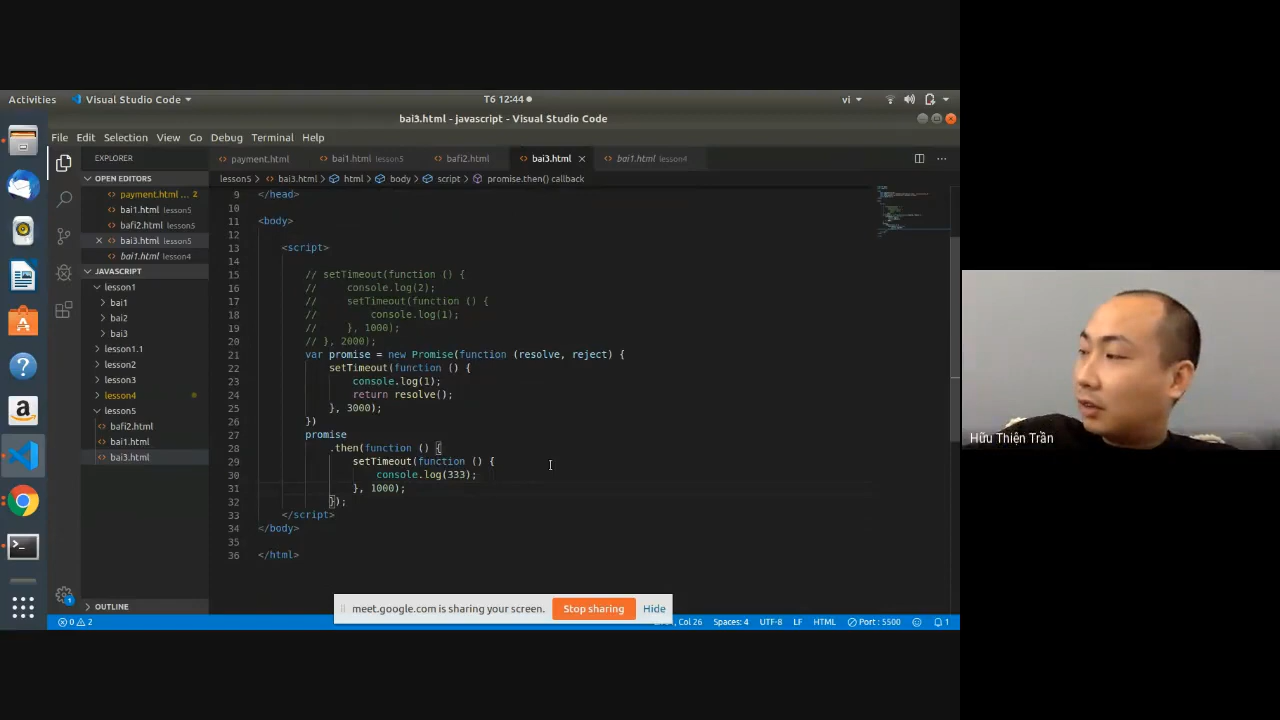 Activities Visual Studio Code T6 12:44 vi
bai3.html - javascript - Visual Studio Code
File Edit Selection View Go Debug Terminal Help
EXPLORER payment.html bai1.html lesson5 bafi2.html bai3.html bai1.html lesson4
OPEN EDITORS lesson5 bai3.html html body script promise.then() callback
payment.html ... 2
bai1.html lesson5
bafi2.html lesson5
bai3.html lesson5
bai1.html lesson4
JAVASCRIPT
lesson1
bai1
bai2
bai3
lesson1.1
lesson2
lesson3
lesson4
lesson5
bafi2.html
bai1.html
bai3.html
OUTLINE
9 </head>
10
11 <body>
12
13 <script>
14
15 // setTimeout(function () {
16 // console.log(2);
17 // setTimeout(function () {
18 // console.log(1);
19 // }, 1000);
20 // }, 2000);
21 var promise = new Promise(function (resolve, reject) {
22 setTimeout(function () {
23 console.log(1);
24 return resolve();
25 }, 3000);
26 })
27 promise
28 .then(function () {
29 setTimeout(function () {
30 console.log(333);
31 }, 1000);
32 });
33 </script>
34 </body>
35
36 </html>
meet.google.com is sharing your screen. Stop sharing Hide
0 2 Col 26 Spaces: 4 UTF-8 LF HTML Port : 5500 1
Hữu Thiện Trần